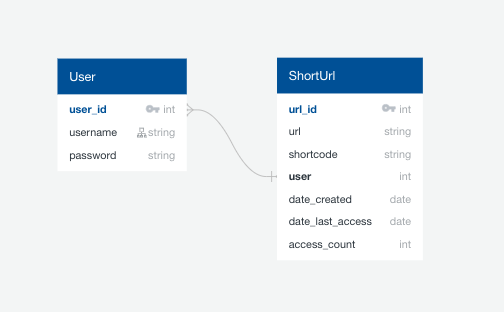 User
user_id int
username string
password string
ShortUrl
url_id int
url string
shortcode string
user int
date_created date
date_last_access date
access_count int